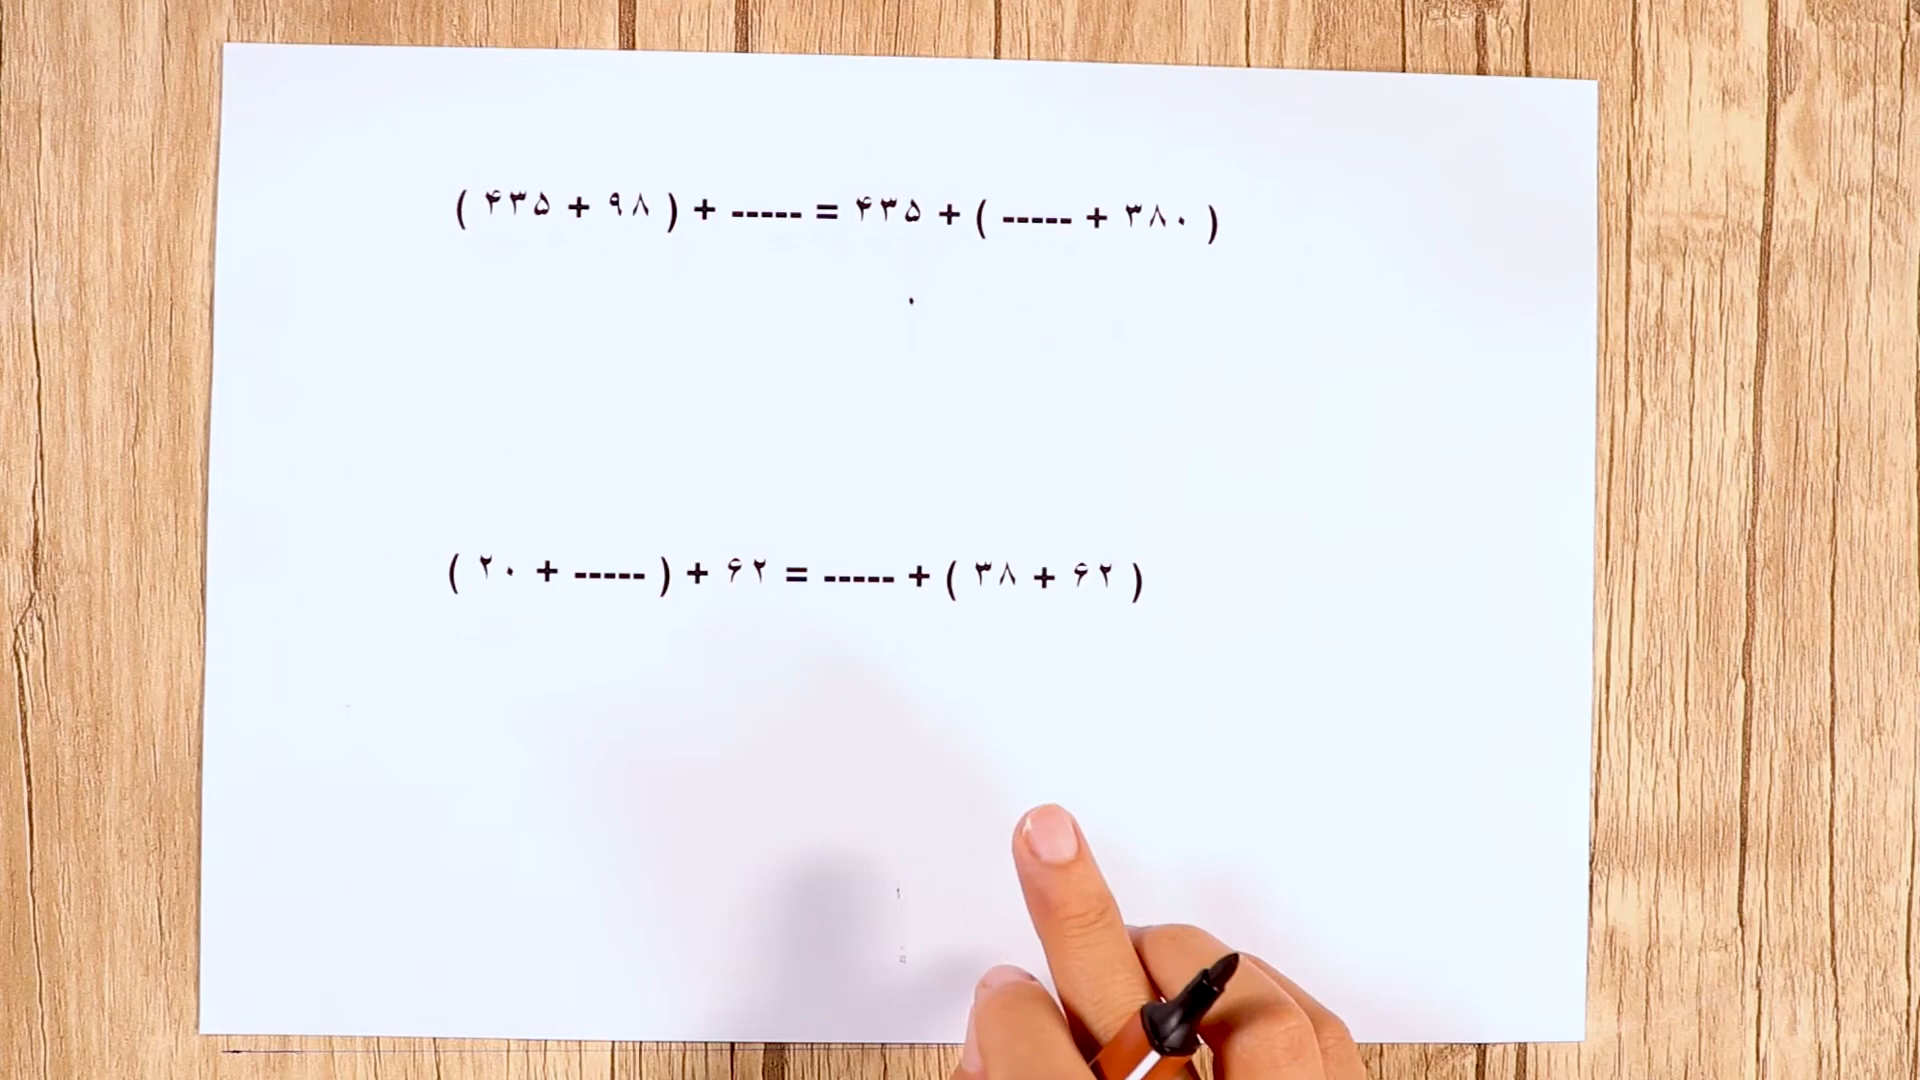 ( ۴۳۵ + ۹۸ ) + ----- = ۴۳۵ + ( ----- + ۳۸۰ )
( ۲۰ + ----- ) + ۶۲ = ----- + ( ۳۸ + ۶۲ )